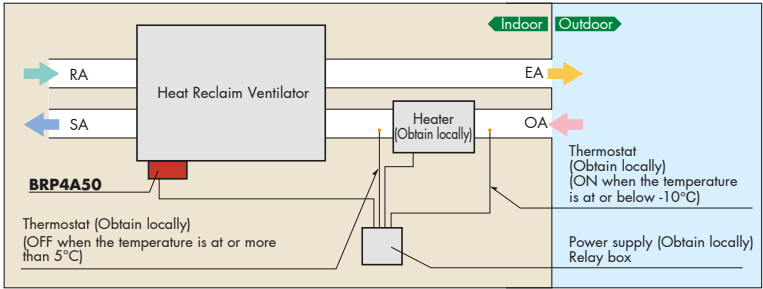 Indoor Outdoor
RA
EA
Heat Reclaim Ventilator
SA
Heater
(Obtain locally)
OA
Thermostat
(Obtain locally)
(ON when the temperature
is at or below -10°C)
BRP4A50
Thermostat (Obtain locally)
(OFF when the temperature is at or more
than 5°C)
Power supply (Obtain locally)
Relay box